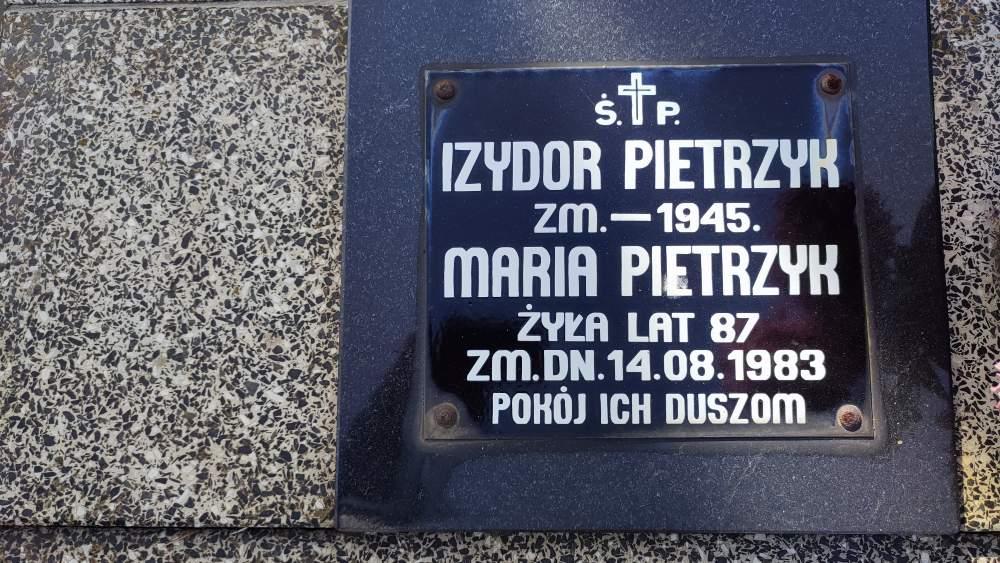 Ś. P.
IZYDOR PIETRZYK
ZM. – 1945.
MARIA PIETRZYK
ŻYŁA LAT 87
ZM. DN. 14.08.1983
POKÓJ ICH DUSZOM